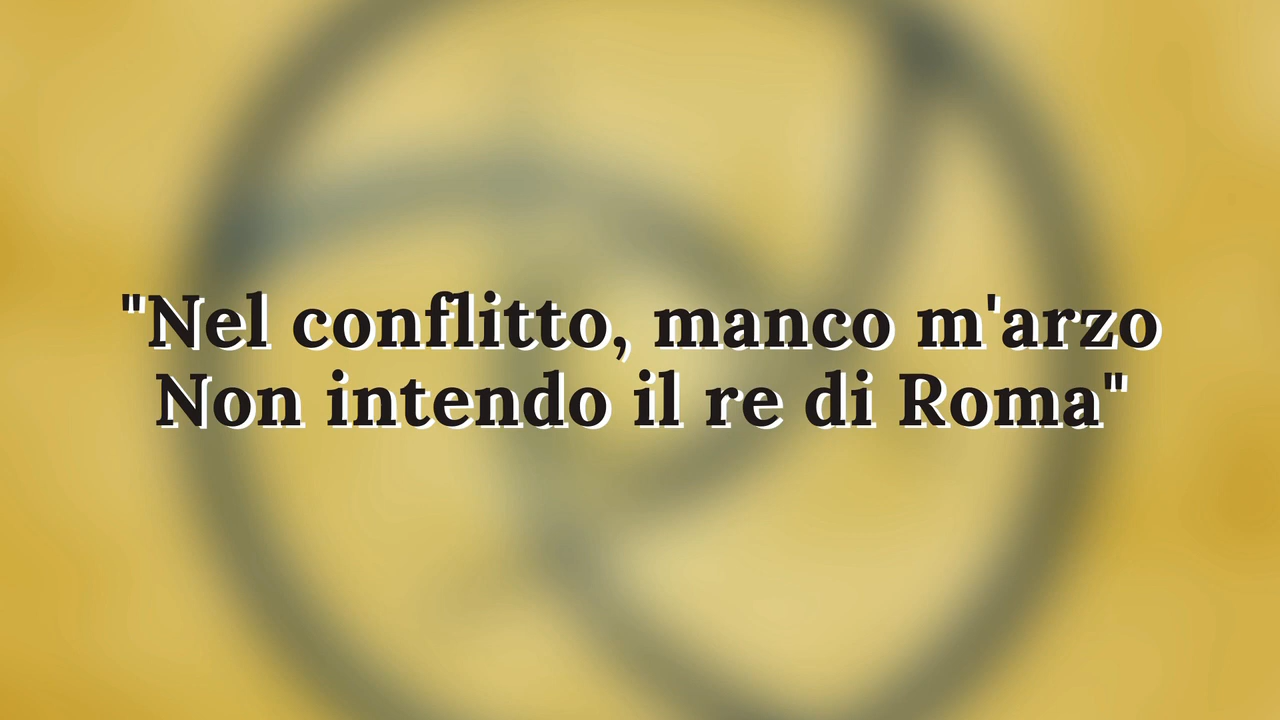 "Nel conflitto, manco m'arzo
Non intendo il re di Roma"